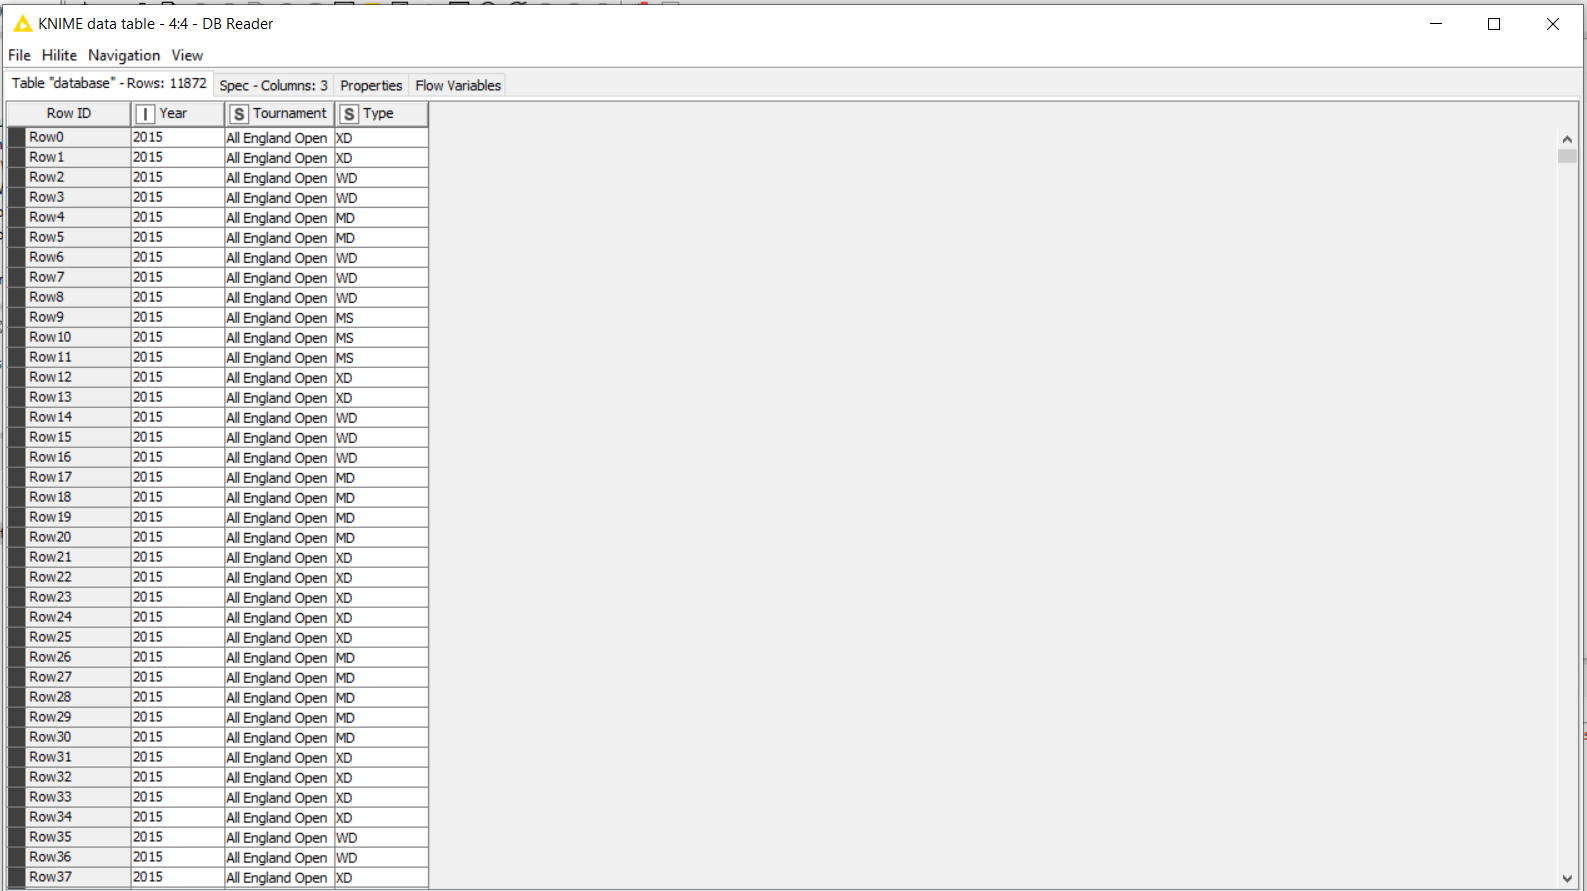 KNIME data table - 4:4 - DB Reader
File Hilite Navigation View
Table "database" - Rows: 11872 Spec - Columns: 3 Properties Flow Variables
Row ID I Year S Tournament S Type
Row0 2015 All England Open XD
Row1 2015 All England Open XD
Row2 2015 All England Open WD
Row3 2015 All England Open WD
Row4 2015 All England Open MD
Row5 2015 All England Open MD
Row6 2015 All England Open WD
Row7 2015 All England Open WD
Row8 2015 All England Open WD
Row9 2015 All England Open MS
Row10 2015 All England Open MS
Row11 2015 All England Open MS
Row12 2015 All England Open XD
Row13 2015 All England Open XD
Row14 2015 All England Open WD
Row15 2015 All England Open WD
Row16 2015 All England Open WD
Row17 2015 All England Open MD
Row18 2015 All England Open MD
Row19 2015 All England Open MD
Row20 2015 All England Open MD
Row21 2015 All England Open XD
Row22 2015 All England Open XD
Row23 2015 All England Open XD
Row24 2015 All England Open XD
Row25 2015 All England Open XD
Row26 2015 All England Open MD
Row27 2015 All England Open MD
Row28 2015 All England Open MD
Row29 2015 All England Open MD
Row30 2015 All England Open MD
Row31 2015 All England Open XD
Row32 2015 All England Open XD
Row33 2015 All England Open XD
Row34 2015 All England Open XD
Row35 2015 All England Open WD
Row36 2015 All England Open WD
Row37 2015 All England Open XD